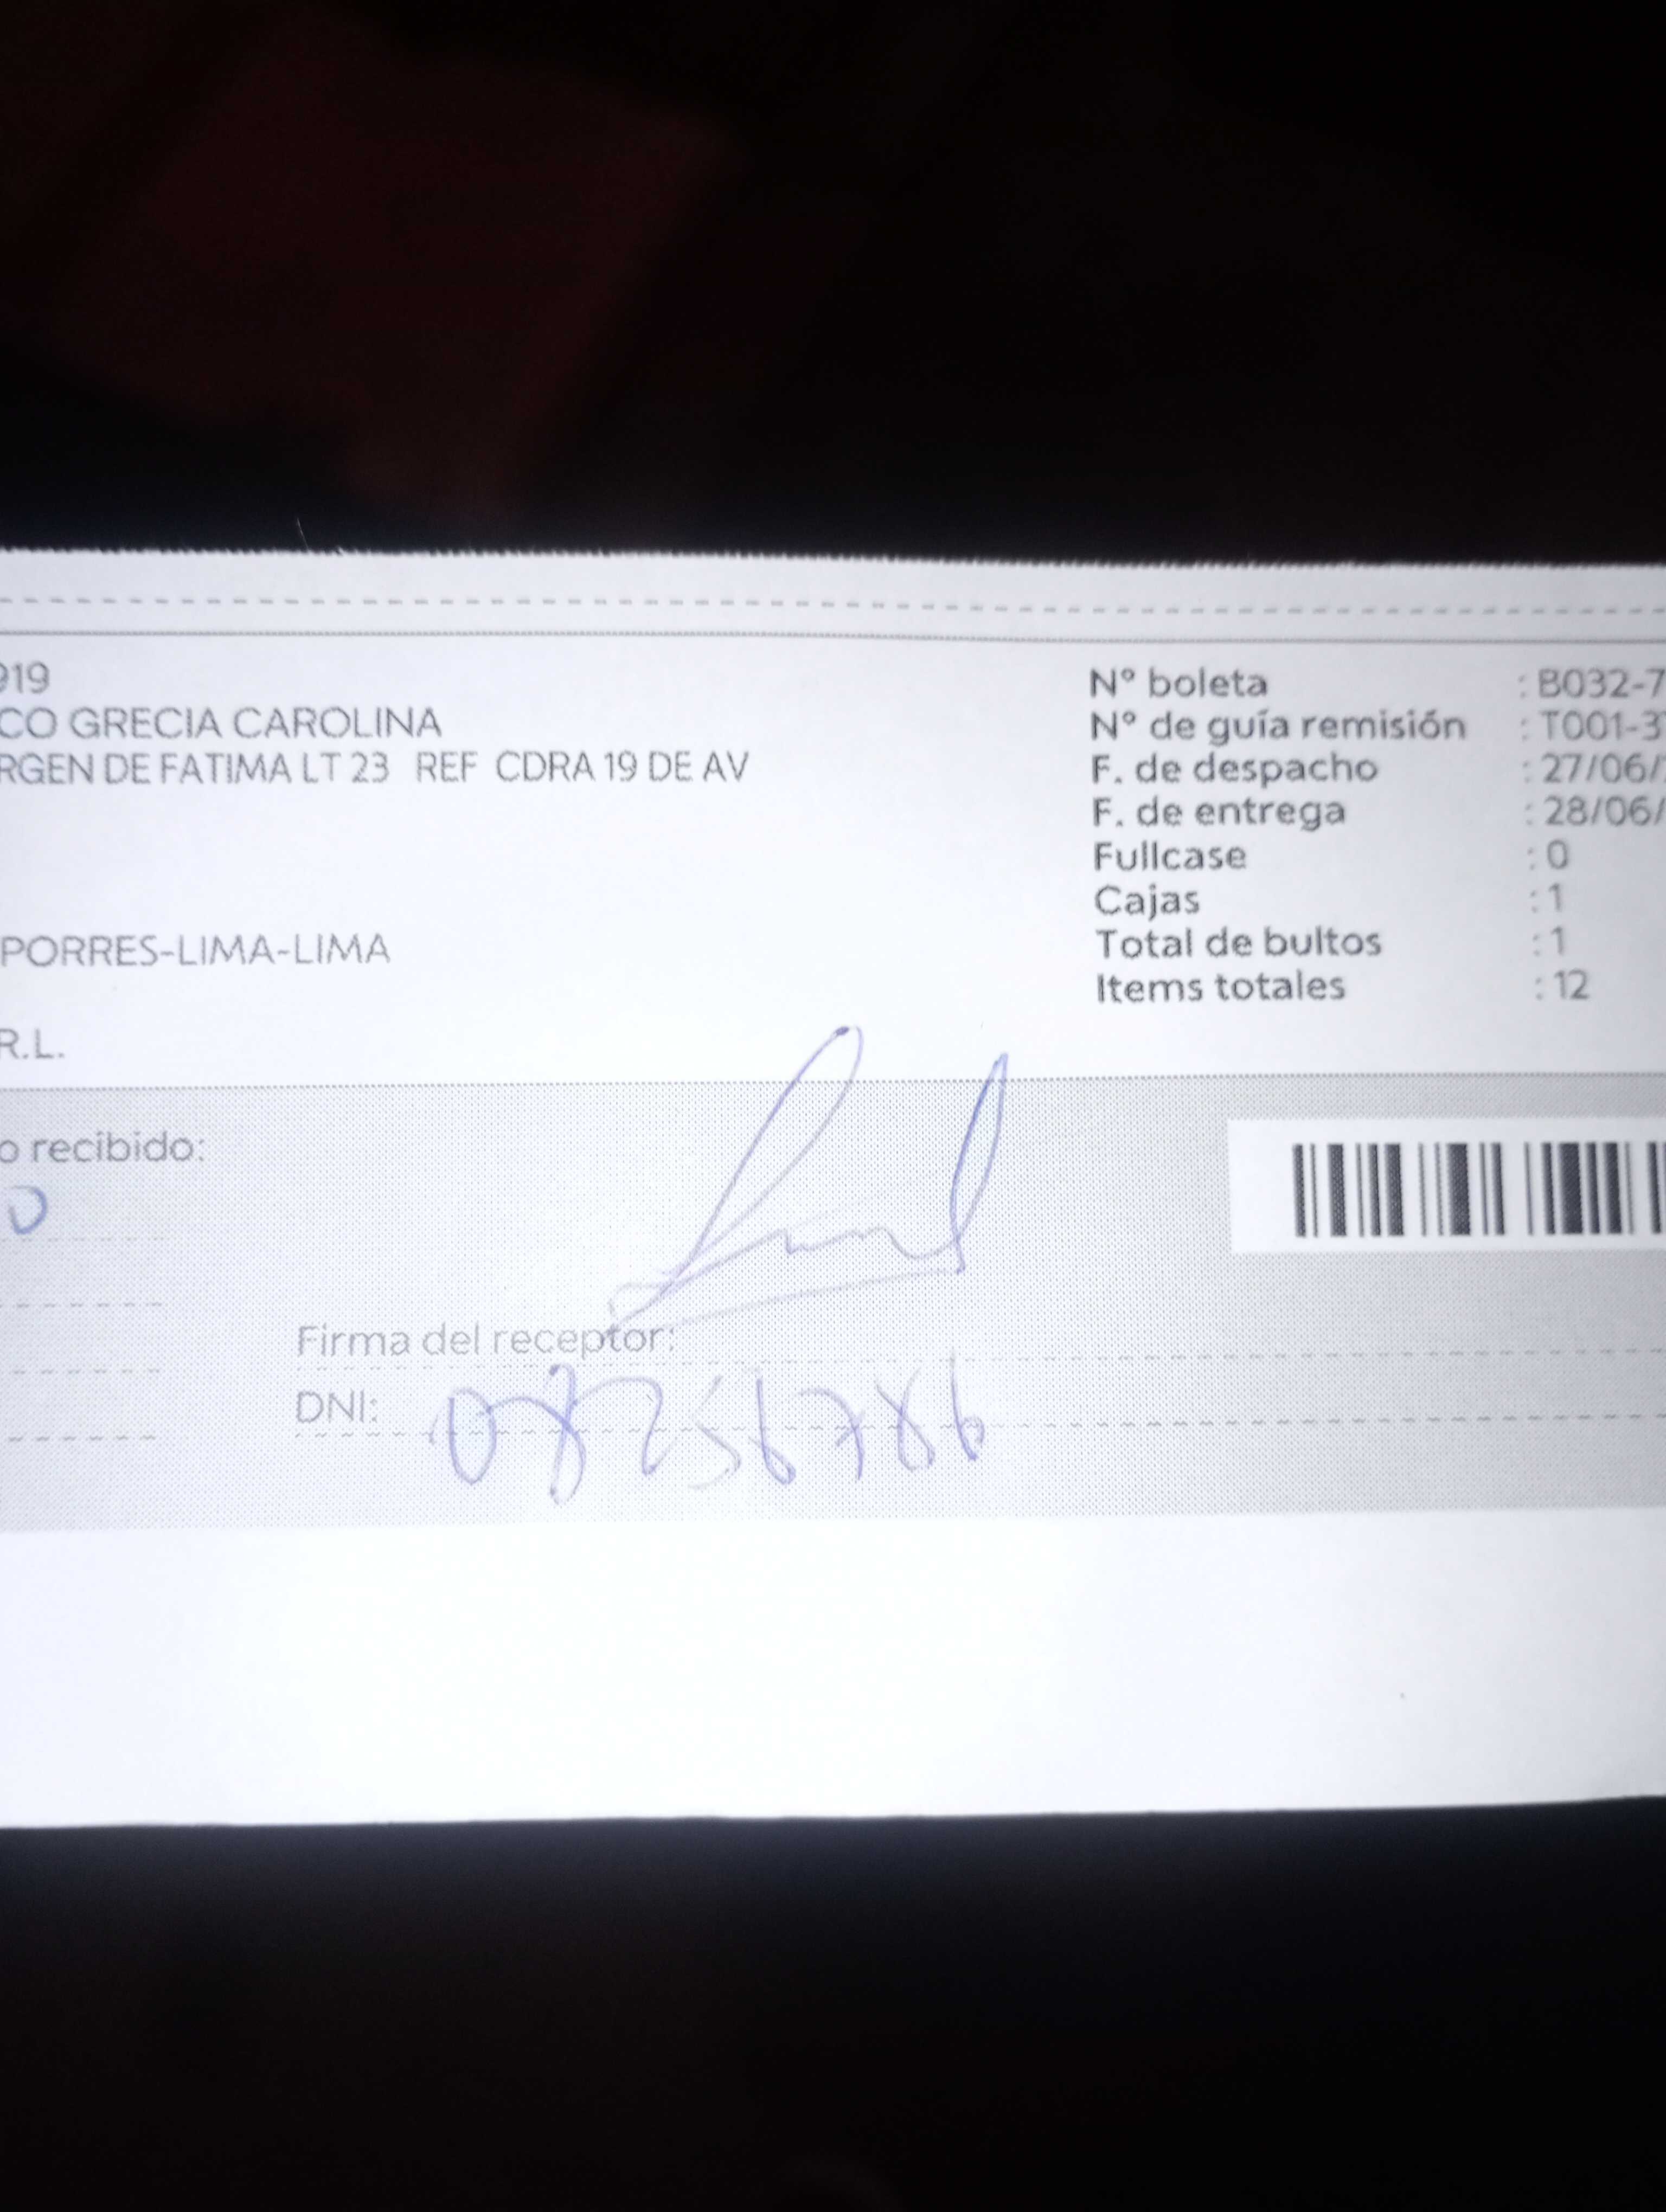 919
CO GRECIA CAROLINA
RGEN DE FATIMA LT 23 REF CDRA 19 DE AV
PORRES-LIMA-LIMA
R.L.
Nº boleta : B032-7
Nº de guía remisión : T001-3
F. de despacho : 27/06/
F. de entrega : 28/06/
Fullcase : 0
Cajas : 1
Total de bultos : 1
Items totales : 12
o recibido:
Firma del receptor:
DNI: 08256786